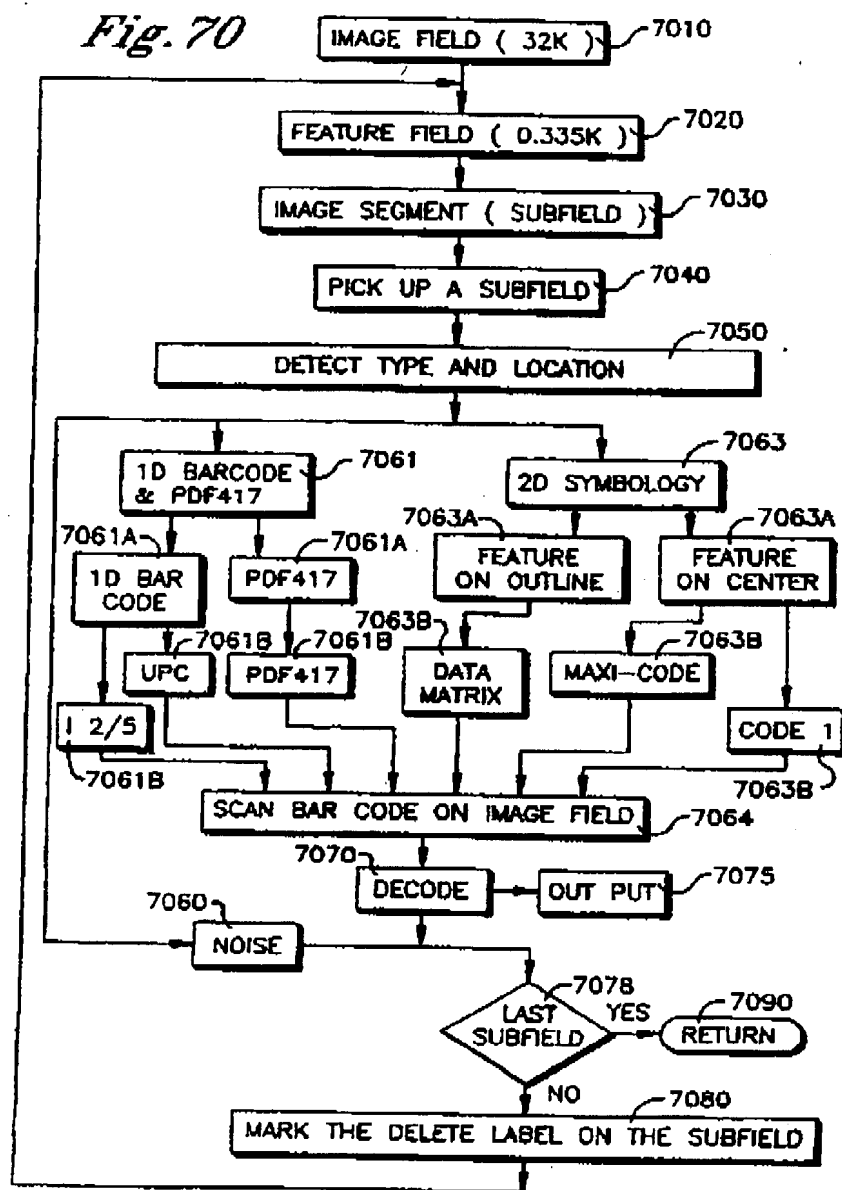 Fig. 70
IMAGE FIELD ( 32K )
7010
FEATURE FIELD ( 0.335K )
7020
IMAGE SEGMENT ( SUBFIELD )
7030
PICK UP A SUBFIELD
7040
7050
DETECT TYPE AND LOCATION
7061
1D BARCODE
& PDF417
7063
2D SYMBOLOGY
7061A
1D BAR
CODE
7061A
PDF417
7063A
FEATURE
ON OUTLINE
7063A
FEATURE
ON CENTER
7061B
UPC
7061B
PDF417
7063B
DATA
MATRIX
7063B
MAXI-CODE
I 2/5
7061B
CODE 1
7063B
SCAN BAR CODE ON IMAGE FIELD
7064
7070
DECODE
OUT PUT
7075
7060
NOISE
7078
LAST
SUBFIELD
YES
7090
RETURN
NO
7080
MARK THE DELETE LABEL ON THE SUBFIELD